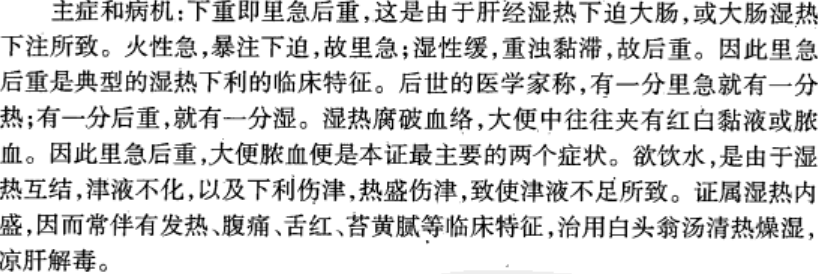 主症和病机:下重即里急后重,这是由于肝经湿热下迫大肠,或大肠湿热
下注所致。火性急,暴注下迫,故里急;湿性缓,重浊黏滞,故后重。因此里急
后重是典型的湿热下利的临床特征。后世的医学家称,有一分里急就有一分
热;有一分后重,就有一分湿。湿热腐破血络,大便中往往夹有红白黏液或脓
血。因此里急后重,大便脓血便是本证最主要的两个症状。欲饮水,是由于湿
热互结,津液不化,以及下利伤津,热盛伤津,致使津液不足所致。证属湿热内
盛,因而常伴有发热、腹痛、舌红、苔黄腻等临床特征,治用白头翁汤清热燥湿,
凉肝解毒。